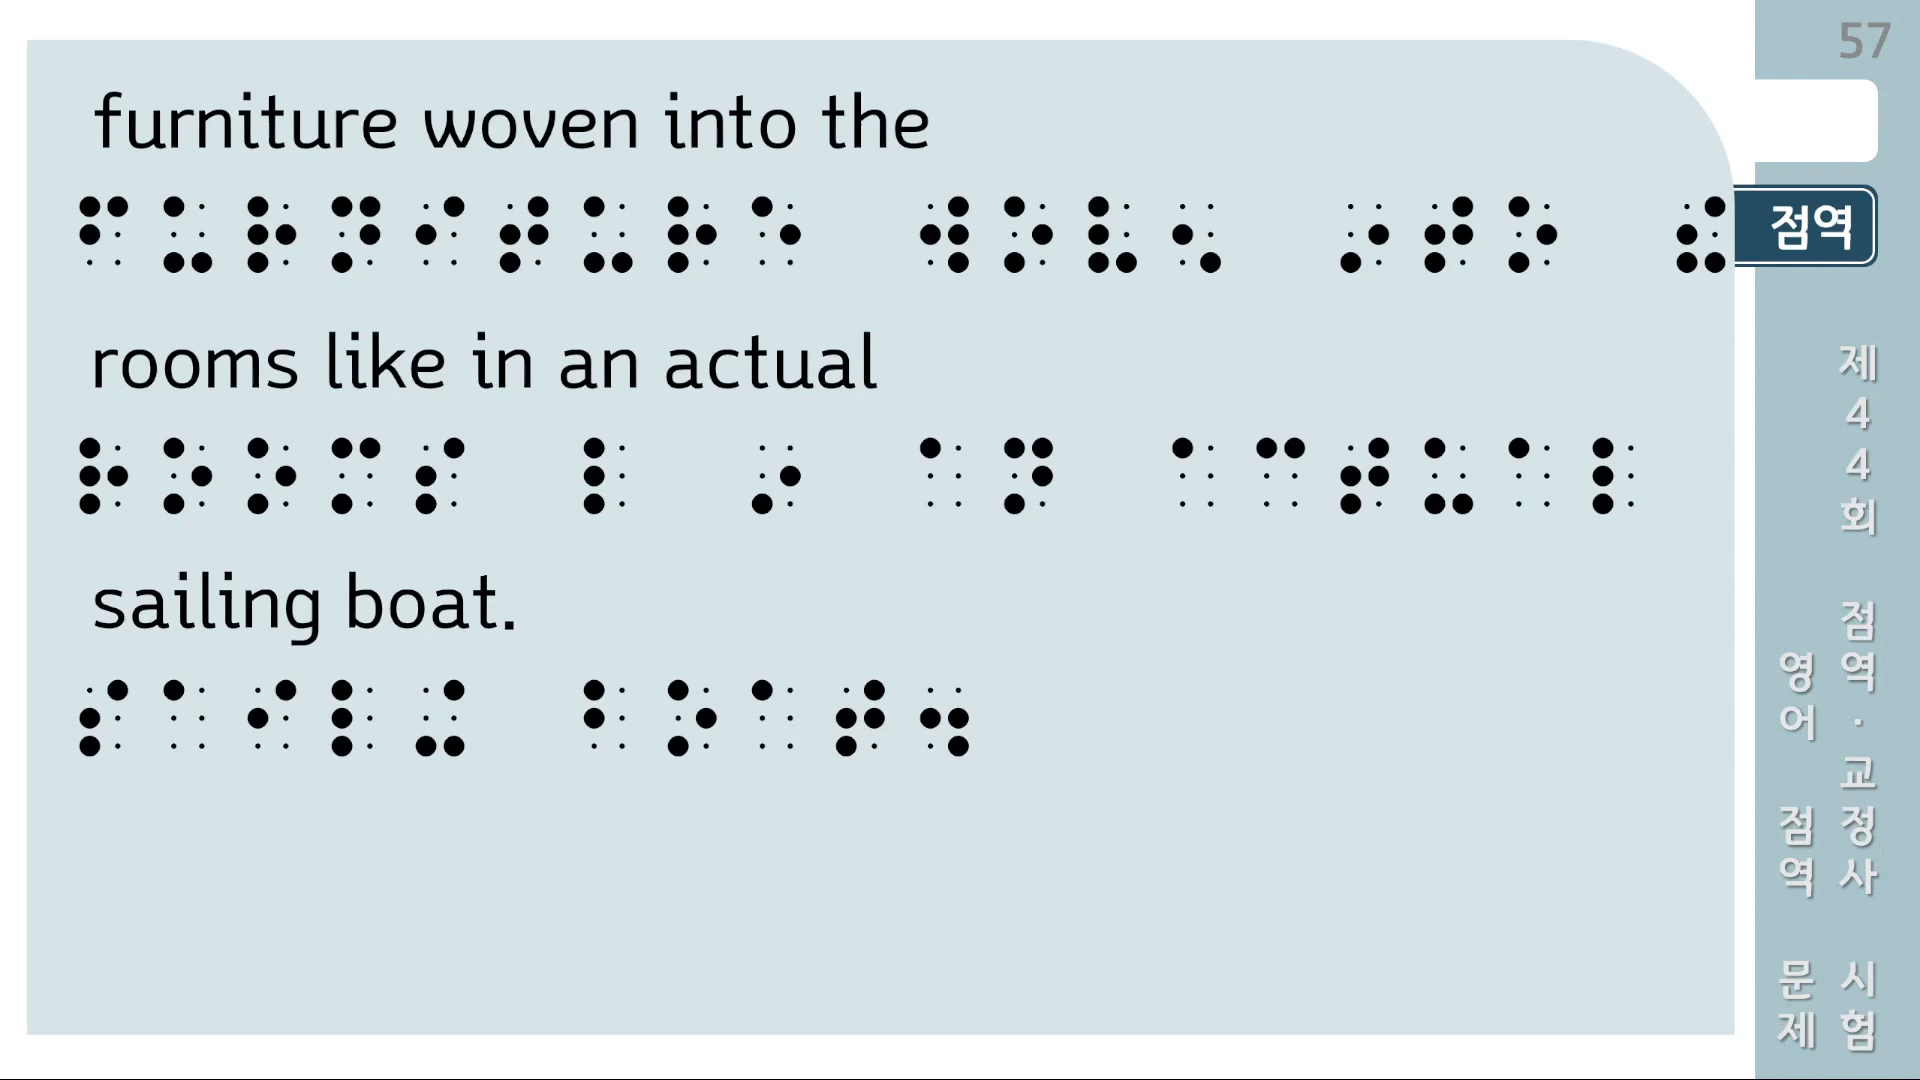 57
furniture woven into the
⠋⠥⠗⠝⠊⠞⠥⠗⠑ ⠺⠕⠧⠢ ⠔⠞⠕ ⠮
점역
rooms like in an actual
⠗⠕⠕⠍⠎ ⠇ ⠔ ⠁⠝ ⠁⠉⠞⠥⠁⠇
sailing boat.
⠎⠁⠊⠇⠬ ⠃⠕⠁⠞⠲
제44회 점역·교정사 시험
영어 점역 문제